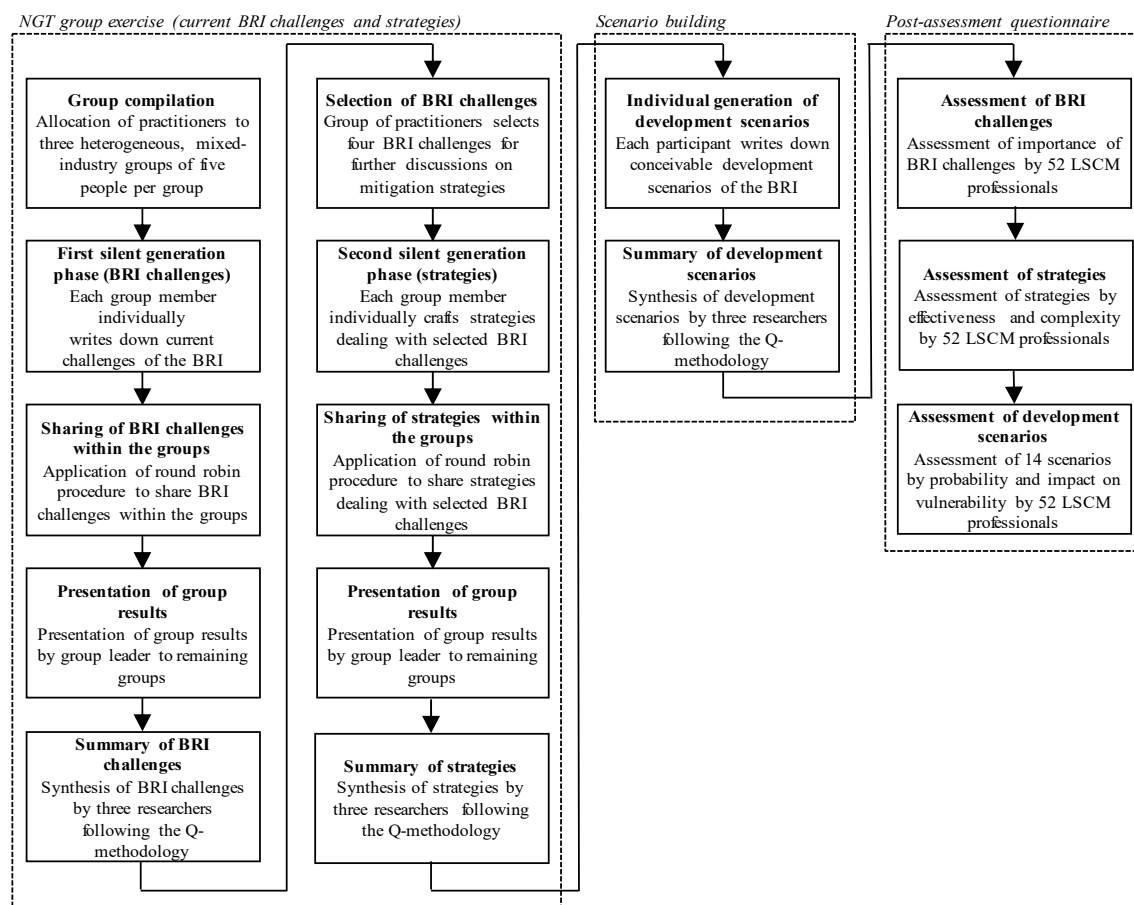 NGT group exercise (current BRI challenges and strategies)
Group compilation
Allocation of practitioners to
three heterogeneous, mixed-
industry groups of five
people per group
First silent generation
phase (BRI challenges)
Each group member
individually
writes down current
challenges of the BRI
Sharing of BRI challenges
within the groups
Application of round robin
procedure to share BRI
challenges within the groups
Presentation of group
results
Presentation of group results
by group leader to remaining
groups
Summary of BRI
challenges
Synthesis of BRI challenges
by three researchers
following the Q-
methodology
Selection of BRI challenges
Group of practitioners selects
four BRI challenges for
further discussions on
mitigation strategies
Second silent generation
phase (strategies)
Each group member
individually crafts strategies
dealing with selected BRI
challenges
Sharing of strategies within
the groups
Application of round robin
procedure to share strategies
dealing with selected BRI
challenges
Presentation of group
results
Presentation of group results
by group leader to remaining
groups
Summary of strategies
Synthesis of strategies by
three researchers following
the Q-methodology
Scenario building
Individual generation of
development scenarios
Each participant writes down
conceivable development
scenarios of the BRI
Summary of development
scenarios
Synthesis of development
scenarios by three researchers
following the Q-
methodology
Post-assessment questionnaire
Assessment of BRI
challenges
Assessment of importance of
BRI challenges by 52 LSCM
professionals
Assessment of strategies
Assessment of strategies by
effectiveness and complexity
by 52 LSCM professionals
Assessment of development
scenarios
Assessment of 14 scenarios
by probability and impact on
vulnerability by 52 LSCM
professionals